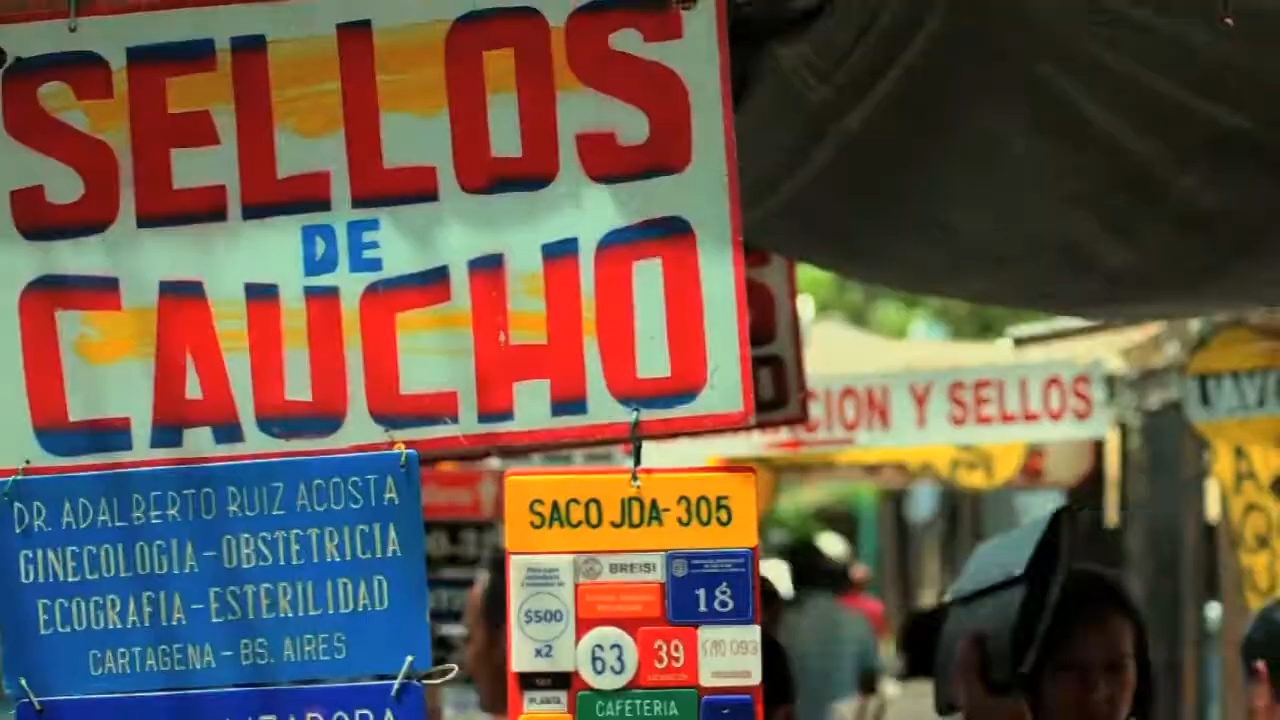 SELLOS
DE
CAUCHO
CION Y SELLOS
DR. ADALBERTO RUIZ ACOSTA
GINECOLOGIA-OBSTETRICIA
ECOGRAFIA-ESTERILIDAD
CARTAGENA-BS. AIRES
SACO JDA-305
BREISI
$500
x2
18
63
39
PLANTA
CAFETERIA